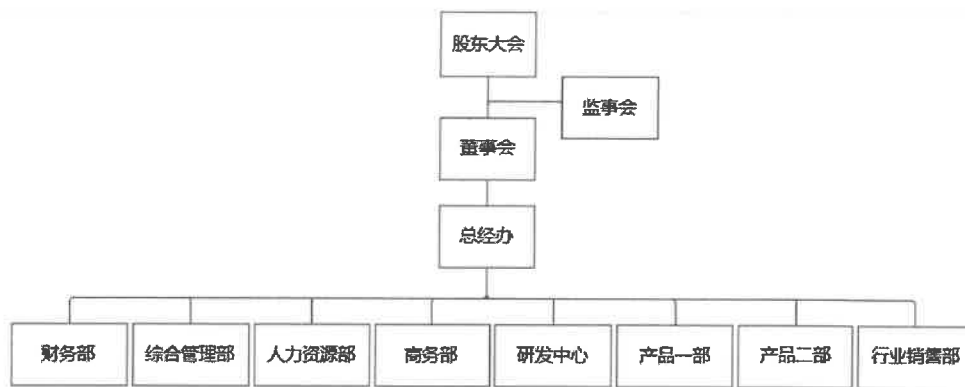 股东大会
监事会
董事会
总经办
财务部
综合管理部
人力资源部
商务部
研发中心
产品一部
产品二部
行业销售部